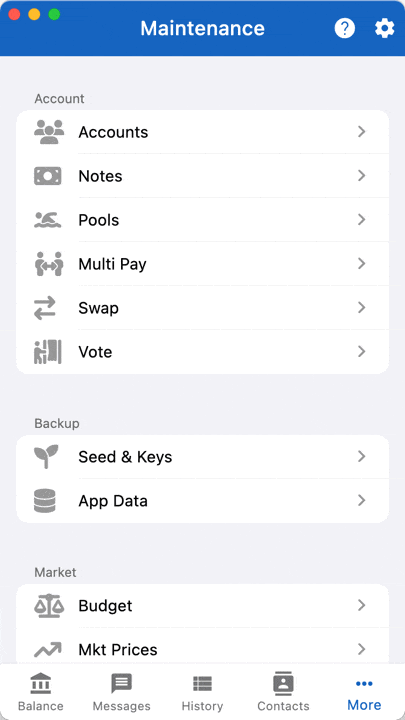 Maintenance
Account
Accounts
Notes
Pools
Multi Pay
Swap
Vote
Backup
Seed & Keys
App Data
Market
Budget
Mkt Prices
Balance
Messages
History
Contacts
More